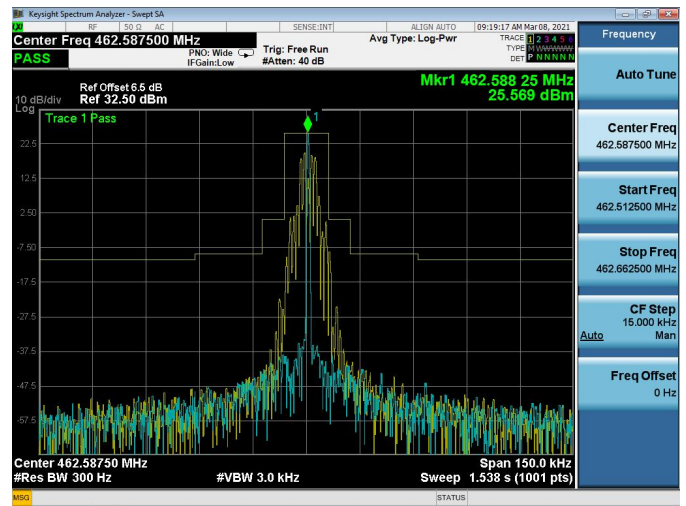 Keysight Spectrum Analyzer - Swept SA
RF 50 Ω AC SENSE:INT ALIGN AUTO 09:19:17 AM Mar 08, 2021
Center Freq 462.587500 MHz
PNO: Wide
IFGain:Low
Trig: Free Run
#Atten: 40 dB
Avg Type: Log-Pwr
TRACE 1 2 3 4 5 6
TYPE M W W W W W
DET P N N N N N
PASS
Ref Offset 6.5 dB
Ref 32.50 dBm
10 dB/div
Log
Mkr1 462.588 25 MHz
25.569 dBm
Trace 1 Pass
1
22.5
12.5
2.50
-7.50
-17.5
-27.5
-37.5
-47.5
-57.5
Center 462.58750 MHz
#Res BW 300 Hz
#VBW 3.0 kHz
Span 150.0 kHz
Sweep 1.538 s (1001 pts)
MSG
STATUS
Frequency
Auto Tune
Center Freq
462.587500 MHz
Start Freq
462.512500 MHz
Stop Freq
462.662500 MHz
CF Step
15.000 kHz
Auto Man
Freq Offset
0 Hz